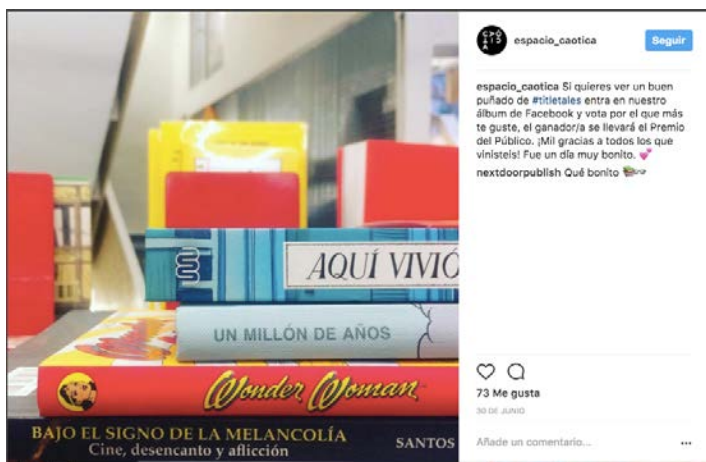 AQUÍ VIVIÓ
UN MILLÓN DE AÑOS
Wonder Woman
BAJO EL SIGNO DE LA MELANCOLÍA
Cine, desencanto y aflicción
SANTOS
espacio_caotica
Seguir
espacio_caotica Si quieres ver un buen
puñado de #titletales entra en nuestro
álbum de Facebook y vota por el que más
te guste, el ganador/a se llevará el Premio
del Público. ¡Mil gracias a todos los que
vinisteis! Fue un día muy bonito. 💕
nextdoorpublish Qué bonito
73 Me gusta
30 DE JUNIO
Añade un comentario...